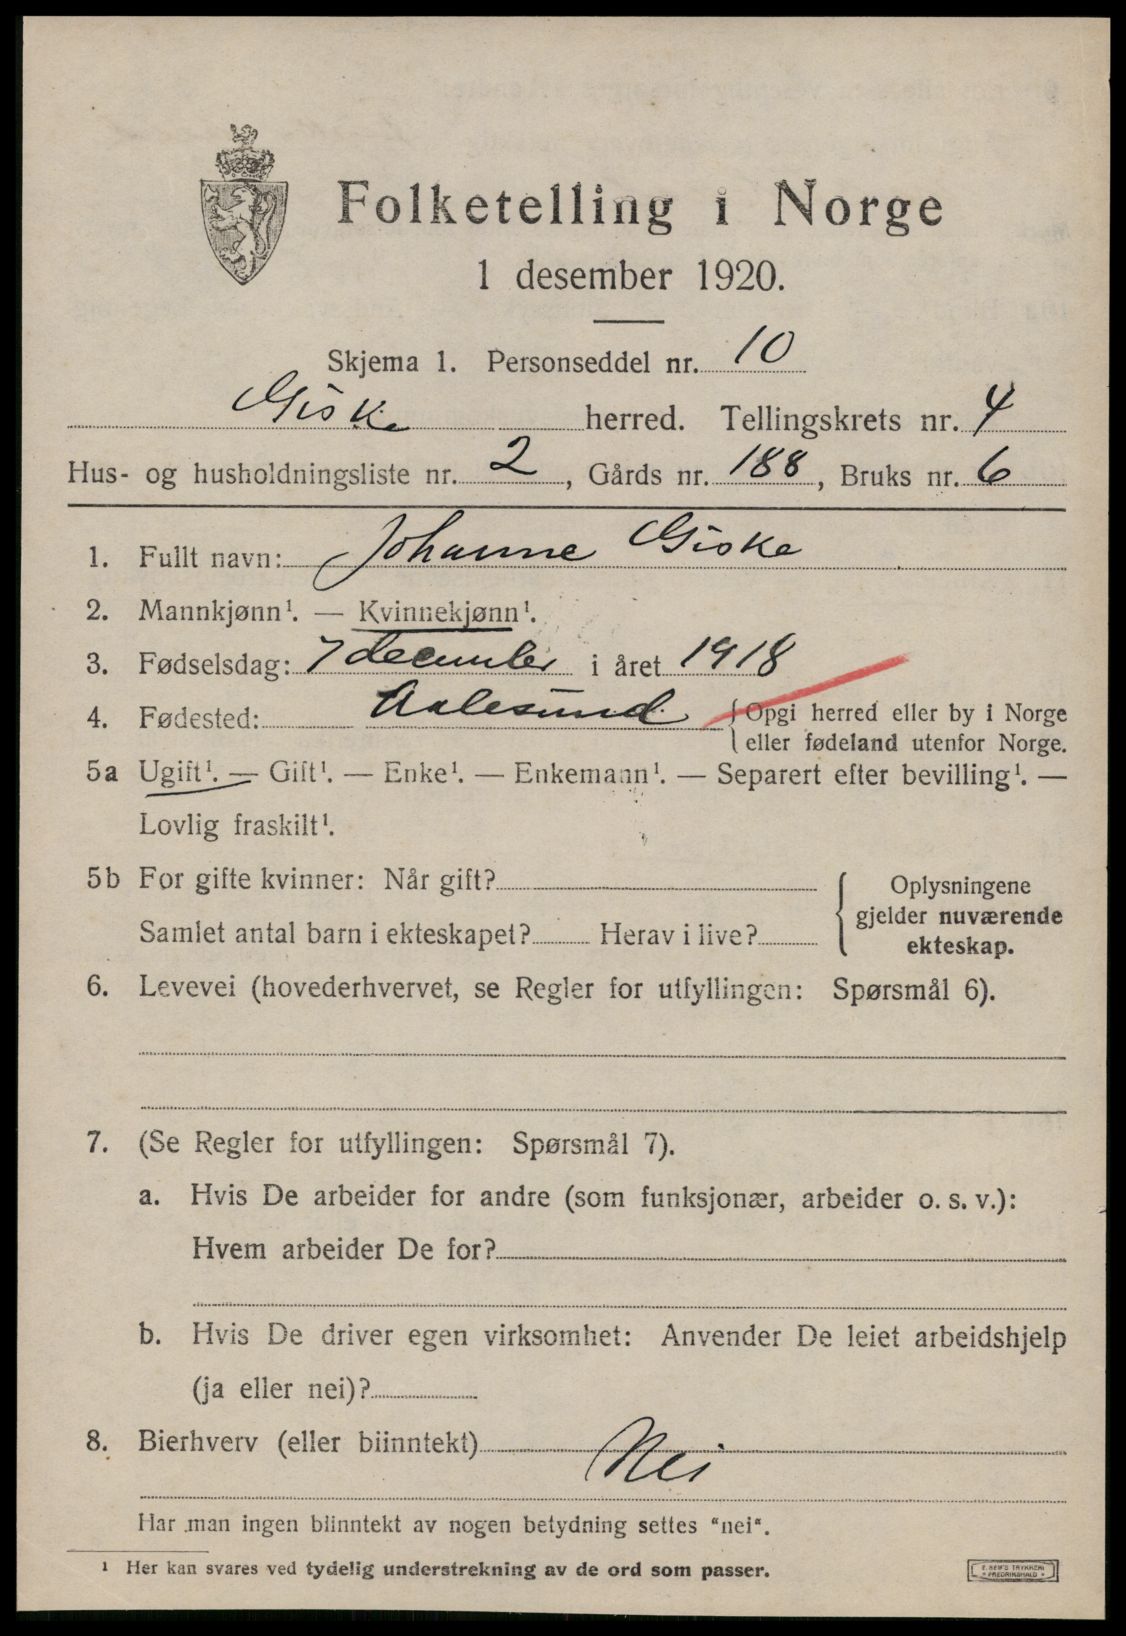 Folketelling i Norge
1 desember 1920.
Skjema 1. Personseddel nr. 10
Giske herred. Tellingskrets nr. 4
Hus- og husholdningsliste nr. 2, Gårds nr. 188, Bruks nr. 6
1. Fullt navn: Johanne Giske
2. Mannkjønn¹. — Kvinnekjønn¹.
3. Fødselsdag: 7 december i året 1918
4. Fødested: Aalesund {Opgi herred eller by i Norge
eller fødeland utenfor Norge.
5a Ugift¹. — Gift¹. — Enke¹. — Enkemann¹. — Separert efter bevilling¹. —
Lovlig fraskilt¹.
5b For gifte kvinner: Når gift?
Samlet antal barn i ekteskapet? Herav i live?
Oplysningene
gjelder nuværende
ekteskap.
6. Levevei (hovederhvervet, se Regler for utfyllingen: Spørsmål 6).
7. (Se Regler for utfyllingen: Spørsmål 7).
a. Hvis De arbeider for andre (som funksjonær, arbeider o. s. v.):
Hvem arbeider De for?
b. Hvis De driver egen virksomhet: Anvender De leiet arbeidshjelp
(ja eller nei)?
8. Bierhverv (eller biinntekt) Nei
Har man ingen biinntekt av nogen betydning settes "nei".
¹ Her kan svares ved tydelig understrekning av de ord som passer.
E. SEM'S TRYKKERI
FREDRIKSHALD